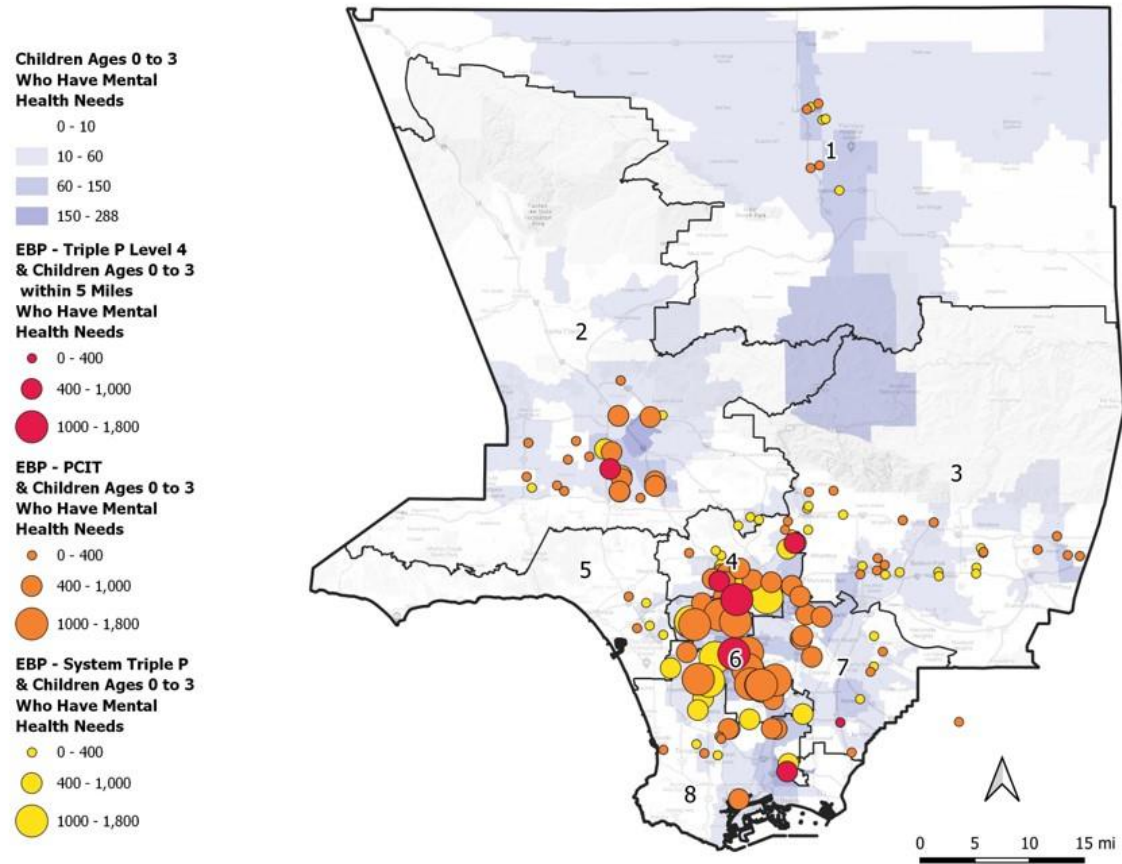 Children Ages 0 to 3
Who Have Mental
Health Needs
0 - 10
10 - 60
60 - 150
150 - 288
EBP - Triple P Level 4
& Children Ages 0 to 3
within 5 Miles
Who Have Mental
Health Needs
0 - 400
400 - 1,000
1000 - 1,800
EBP - PCIT
& Children Ages 0 to 3
Who Have Mental
Health Needs
0 - 400
400 - 1,000
1000 - 1,800
EBP - System Triple P
& Children Ages 0 to 3
Who Have Mental
Health Needs
0 - 400
400 - 1,000
1000 - 1,800
1
2
3
4
5
6
7
8
0 5 10 15 mi